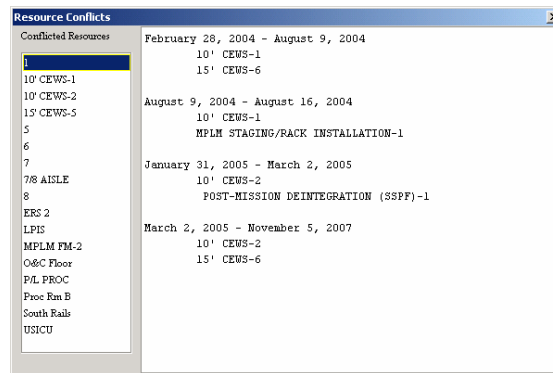 Resource Conflicts
Conflicted Resources
1
10' CEWS-1
10' CEWS-2
15' CEWS-5
5
6
7
7/8 AISLE
8
ERS 2
LPIS
MPLM FM-2
O&C Floor
P/L PROC
Proc Rm B
South Rails
USICU
February 28, 2004 - August 9, 2004
10' CEWS-1
15' CEWS-6
August 9, 2004 - August 16, 2004
10' CEWS-1
MPLM STAGING/RACK INSTALLATION-1
January 31, 2005 - March 2, 2005
10' CEWS-2
POST-MISSION DEINTEGRATION (SSPF)-1
March 2, 2005 - November 5, 2007
10' CEWS-2
15' CEWS-6